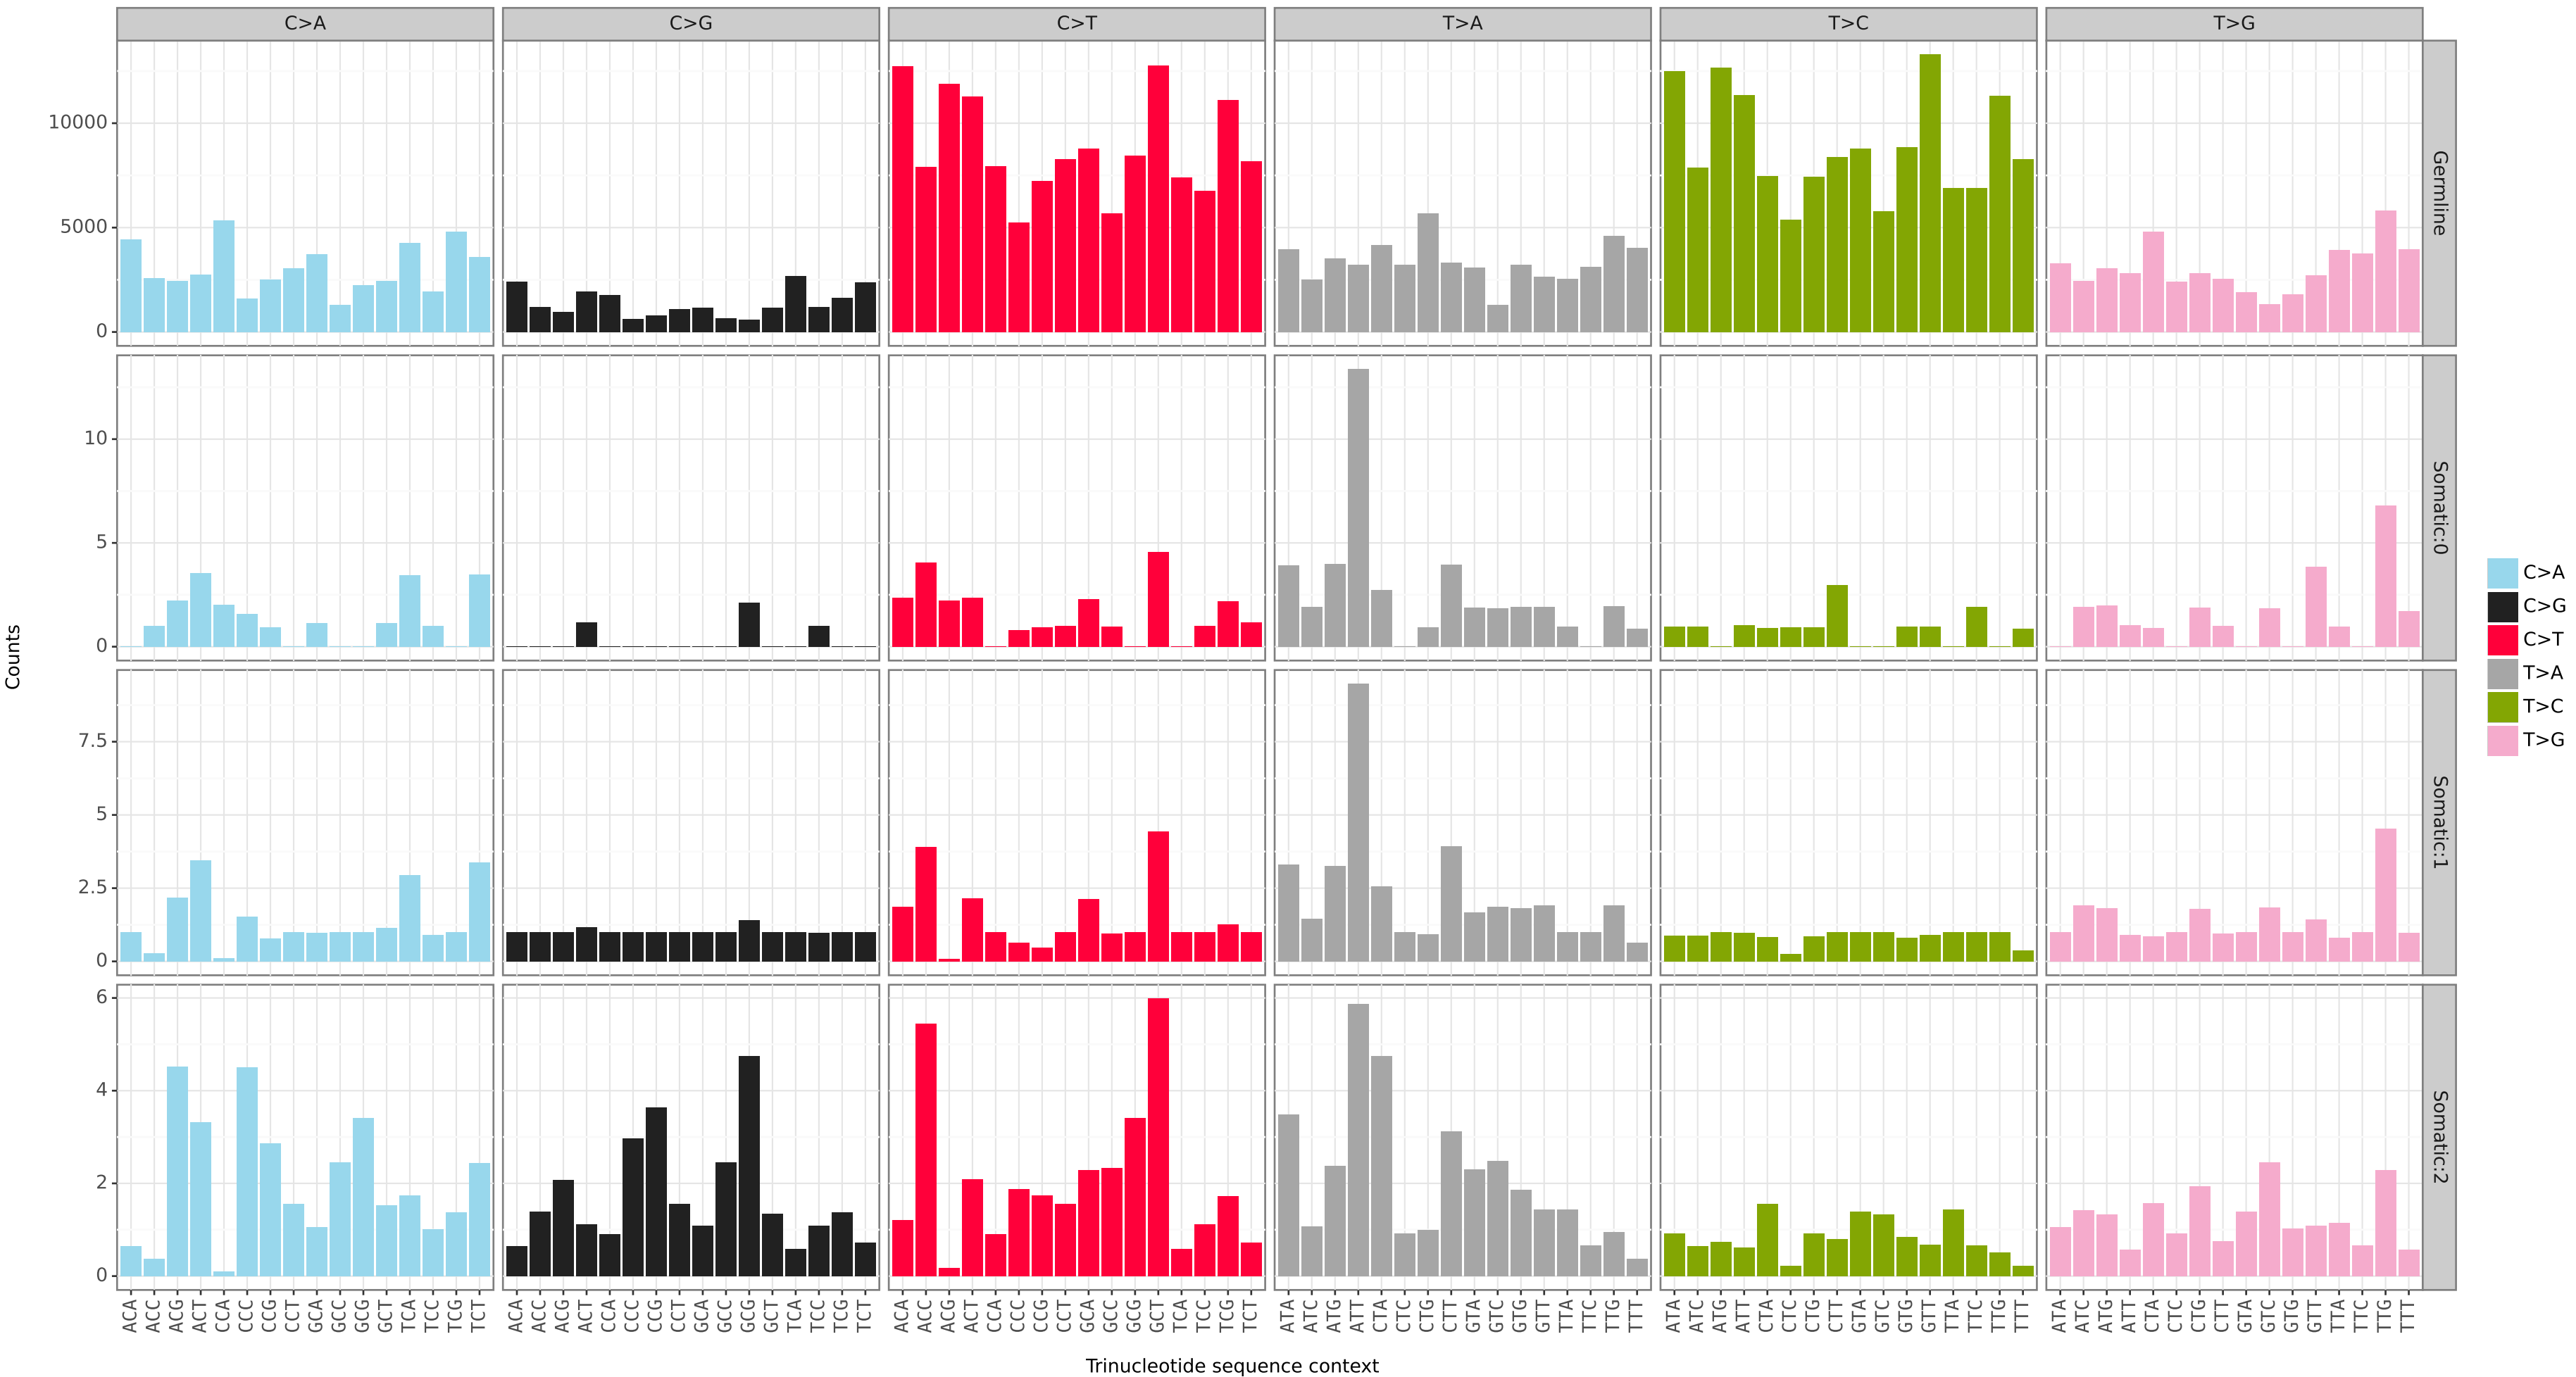 C>A C>G C>T T>A T>C T>G
10000
5000
0
Germline
10
5
0
Somatic:0
7.5
5
2.5
0
Somatic:1
6
4
2
0
Somatic:2
Counts
ACA ACC ACG ACT CCA CCC CCG CCT GCA GCC GCG GCT TCA TCC TCG TCT
ACA ACC ACG ACT CCA CCC CCG CCT GCA GCC GCG GCT TCA TCC TCG TCT
ACA ACC ACG ACT CCA CCC CCG CCT GCA GCC GCG GCT TCA TCC TCG TCT
ATA ATC ATG ATT CTA CTC CTG CTT GTA GTC GTG GTT TTA TTC TTG TTT
ATA ATC ATG ATT CTA CTC CTG CTT GTA GTC GTG GTT TTA TTC TTG TTT
ATA ATC ATG ATT CTA CTC CTG CTT GTA GTC GTG GTT TTA TTC TTG TTT
Trinucleotide sequence context
C>A
C>G
C>T
T>A
T>C
T>G